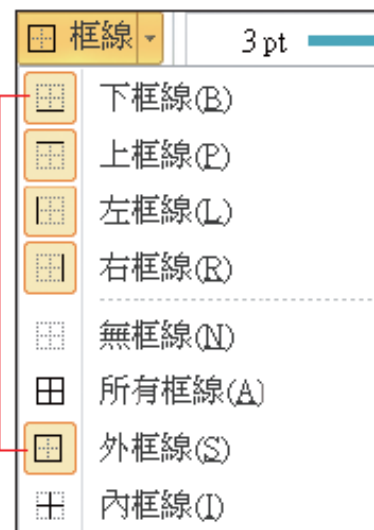 框線 3 pt
下框線(B)
上框線(P)
左框線(L)
右框線(R)
無框線(N)
所有框線(A)
外框線(S)
內框線(I)